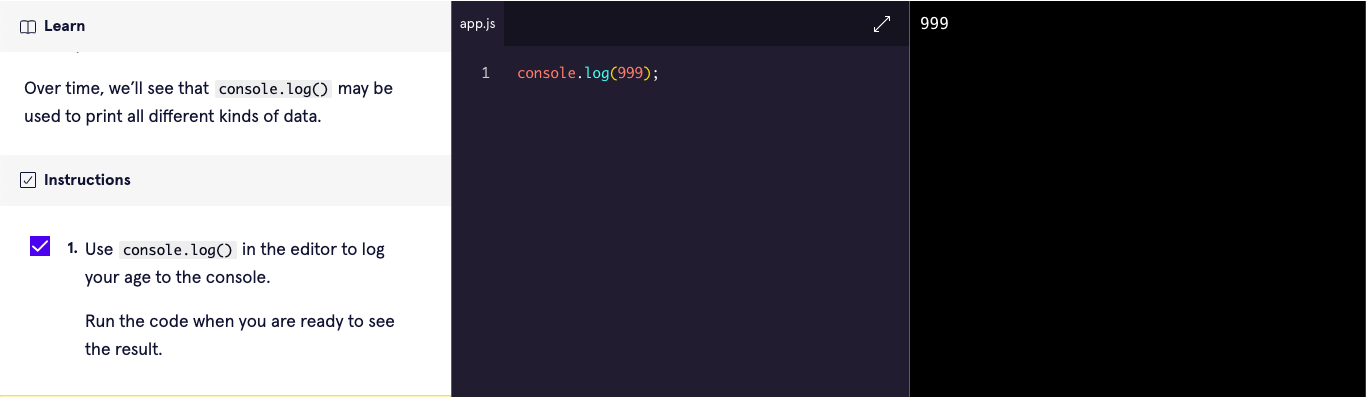 Learn
Over time, we'll see that console.log() may be
used to print all different kinds of data.
Instructions
1. Use console.log() in the editor to log
your age to the console.
Run the code when you are ready to see
the result.
app.js
1 console.log(999);
999